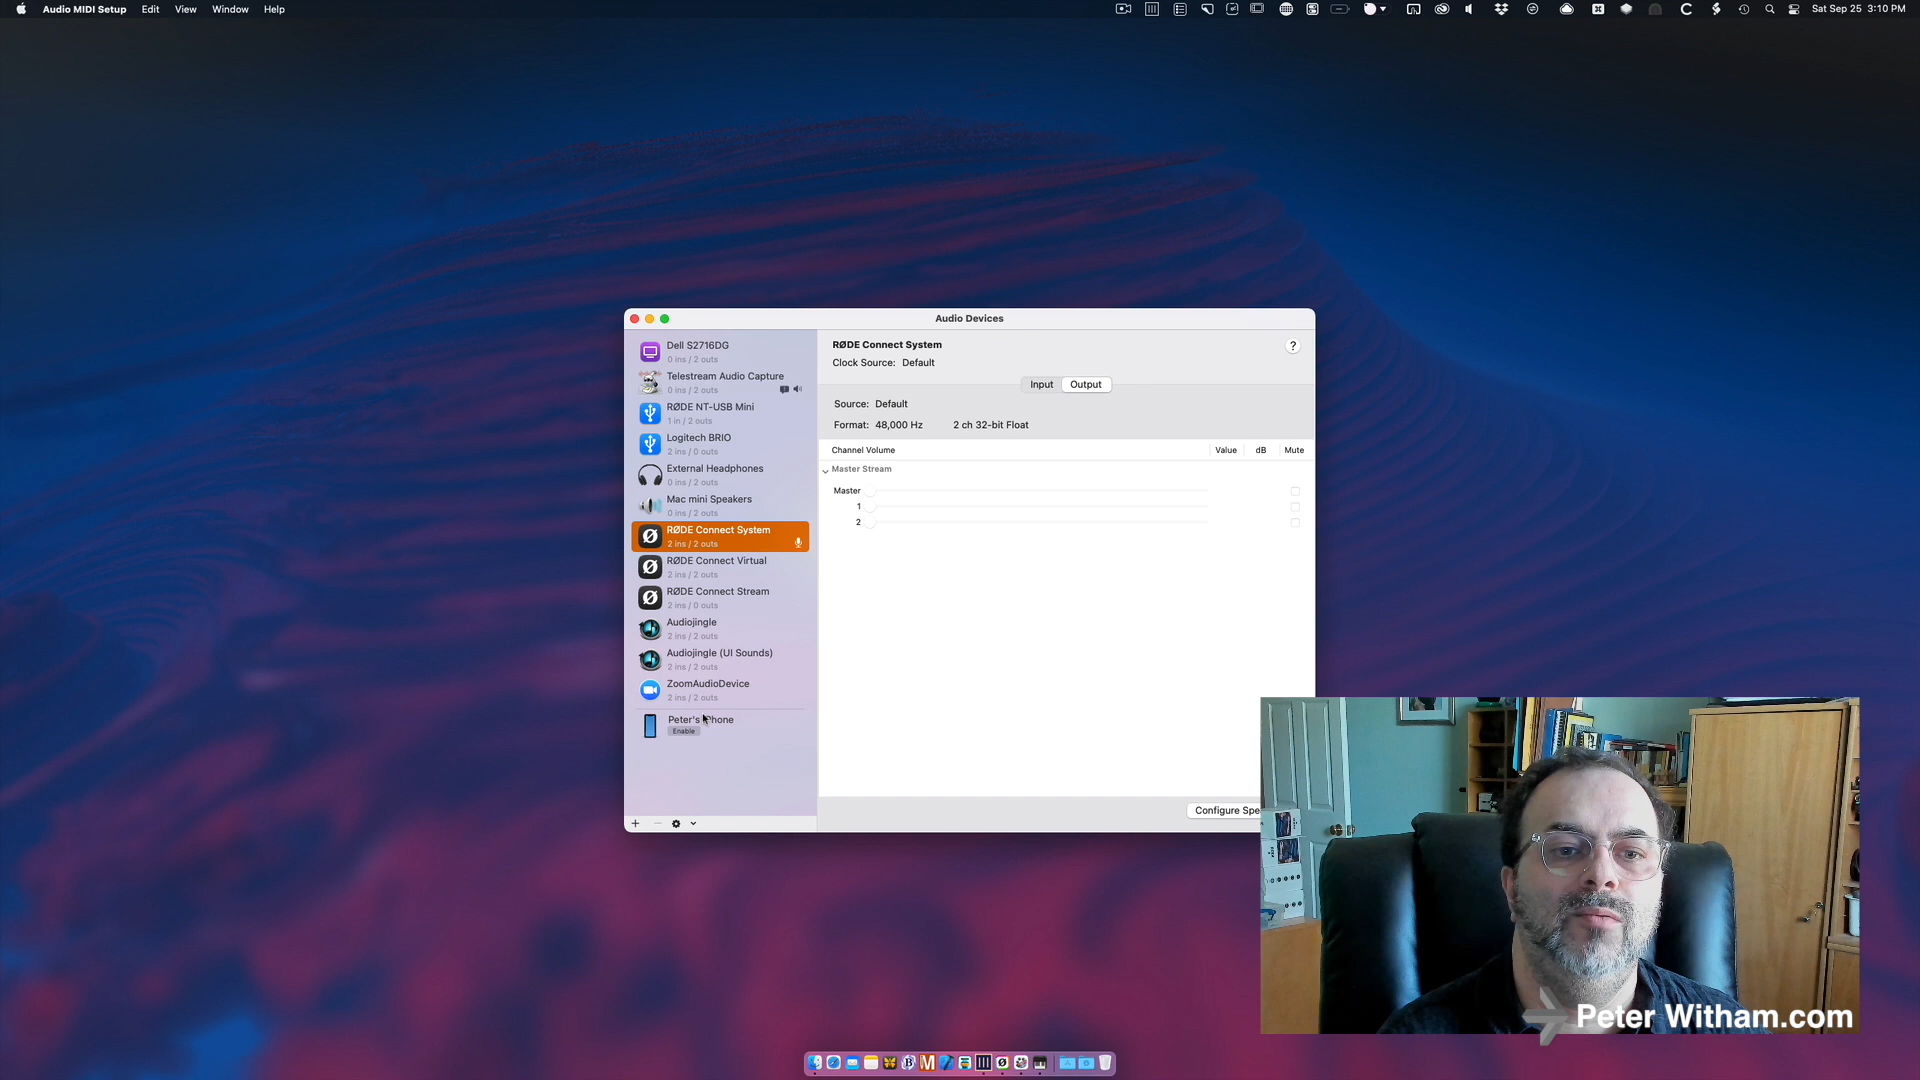 Audio MIDI Setup Edit View Window Help
Sat Sep 25 3:10 PM
Audio Devices
Dell S2716DG
0 ins / 2 outs
Telestream Audio Capture
0 ins / 2 outs
RØDE NT-USB Mini
1 in / 2 outs
Logitech BRIO
2 ins / 0 outs
External Headphones
0 ins / 2 outs
Mac mini Speakers
0 ins / 2 outs
RØDE Connect System
2 ins / 2 outs
RØDE Connect Virtual
2 ins / 2 outs
RØDE Connect Stream
2 ins / 0 outs
Audiojingle
2 ins / 2 outs
Audiojingle (UI Sounds)
2 ins / 2 outs
ZoomAudioDevice
2 ins / 2 outs
Peter's iPhone
Enable
RØDE Connect System
?
Clock Source: Default
Input Output
Source: Default
Format: 48,000 Hz 2 ch 32-bit Float
Channel Volume Value dB Mute
Master Stream
Master
1
2
Configure Spe
Peter Witham.com